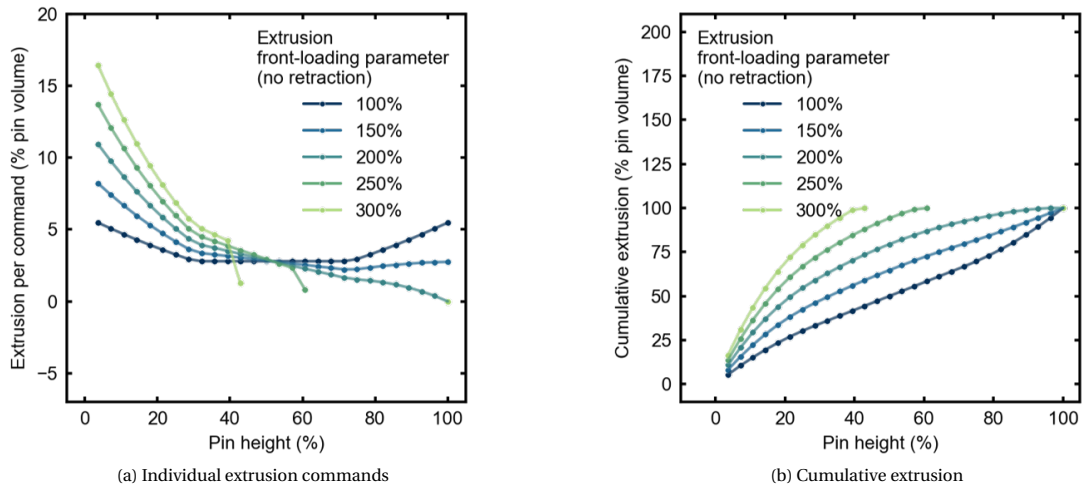 20
15
10
5
0
−5
Extrusion per command (% pin volume)
Extrusion
front-loading parameter
(no retraction)
100%
150%
200%
250%
300%
0 20 40 60 80 100
Pin height (%)
(a) Individual extrusion commands
200
175
150
125
100
75
50
25
0
Cumulative extrusion (% pin volume)
Extrusion
front-loading parameter
(no retraction)
100%
150%
200%
250%
300%
0 20 40 60 80 100
Pin height (%)
(b) Cumulative extrusion